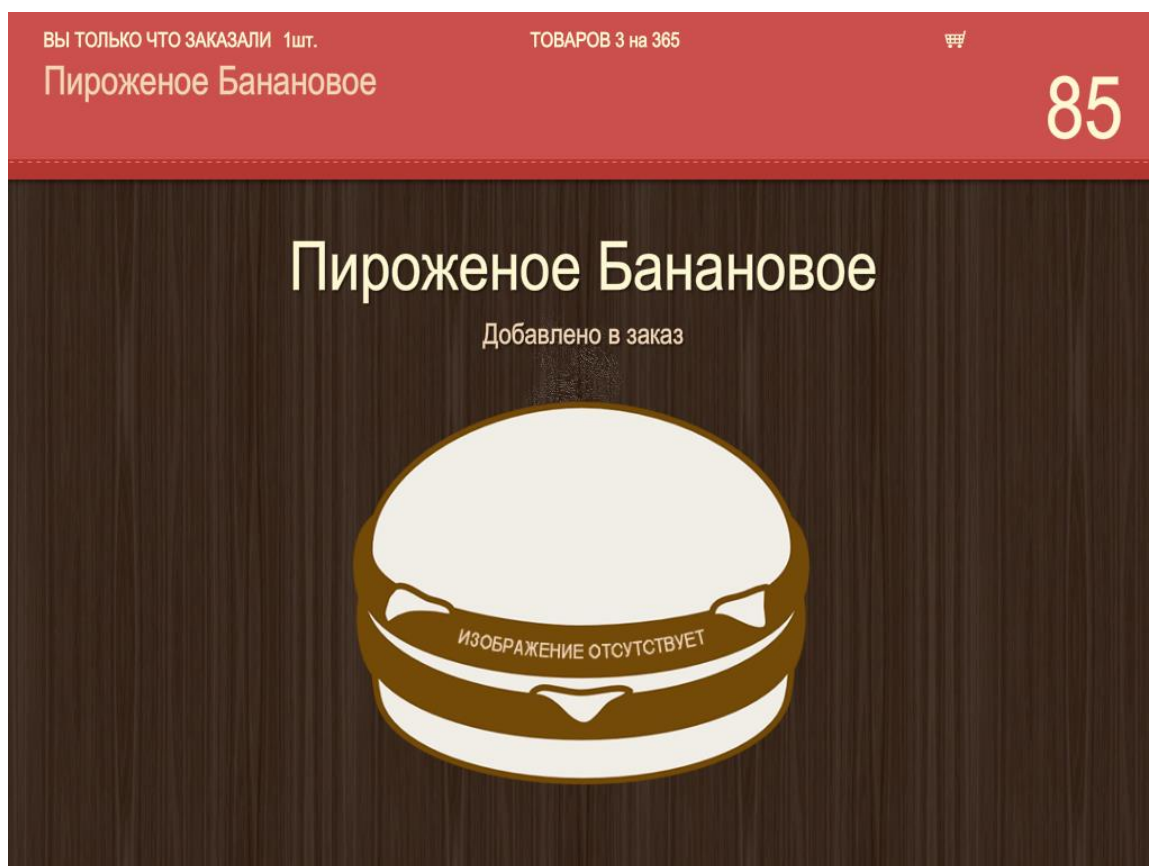 ВЫ ТОЛЬКО ЧТО ЗАКАЗАЛИ 1шт.
ТОВАРОВ 3 на 365
Пироженое Банановое
85
Пироженое Банановое
Добавлено в заказ
ИЗОБРАЖЕНИЕ ОТСУТСТВУЕТ